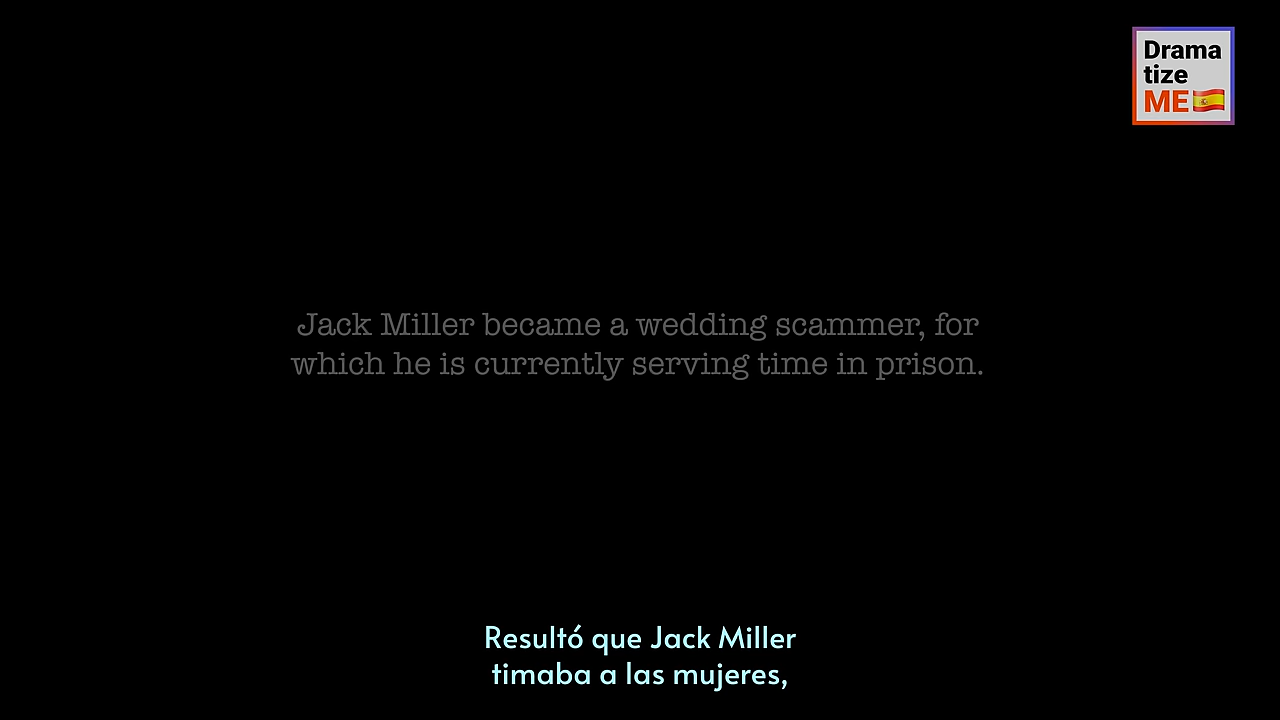 Drama
tize
ME
Jack Miller became a wedding scammer, for
which he is currently serving time in prison.
Resultó que Jack Miller
timaba a las mujeres,